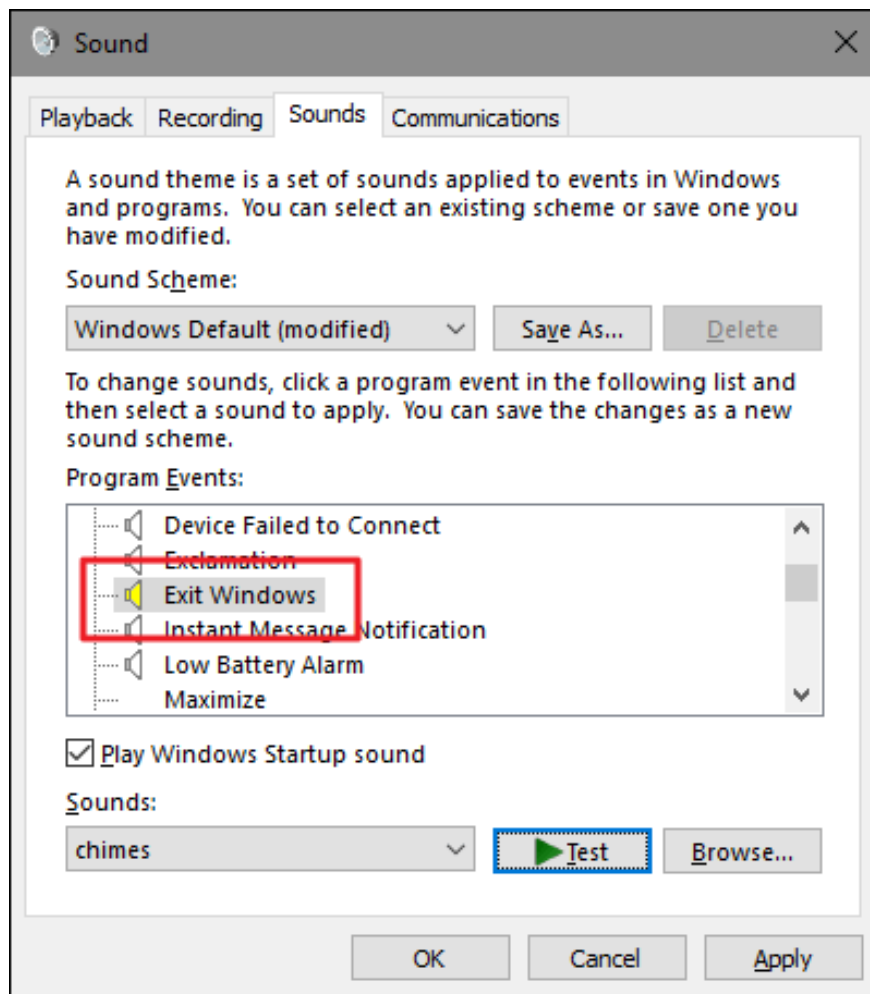 Sound
Playback Recording Sounds Communications
A sound theme is a set of sounds applied to events in Windows
and programs. You can select an existing scheme or save one you
have modified.
Sound Scheme:
Windows Default (modified) Save As... Delete
To change sounds, click a program event in the following list and
then select a sound to apply. You can save the changes as a new
sound scheme.
Program Events:
Device Failed to Connect
Exclamation
Exit Windows
Instant Message Notification
Low Battery Alarm
Maximize
Play Windows Startup sound
Sounds:
chimes Test Browse...
OK Cancel Apply